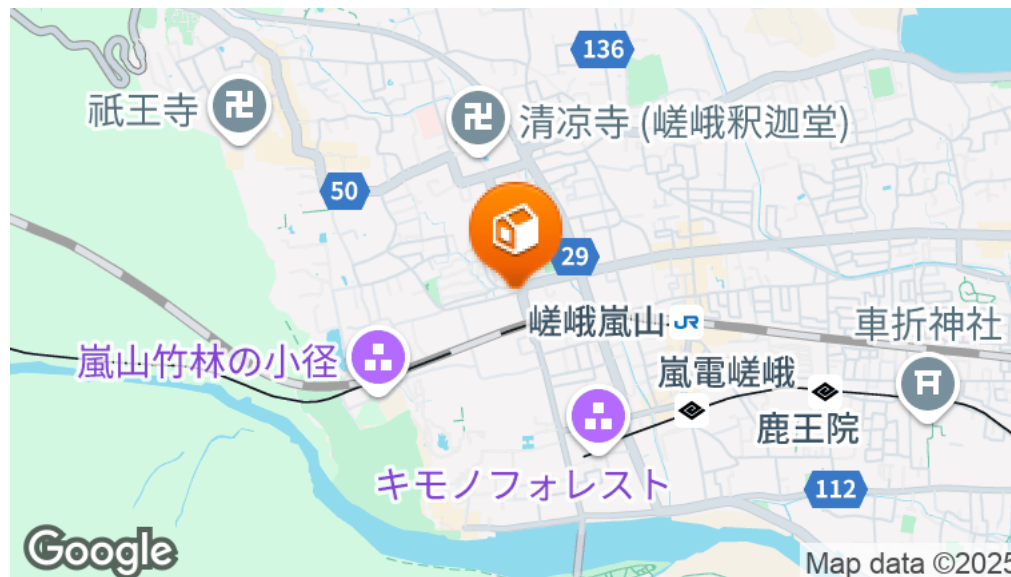 136
祇王寺
清凉寺 (嵯峨釈迦堂)
50
29
嵯峨嵐山
JR
車折神社
嵐山竹林の小径
嵐電嵯峨
鹿王院
キモノフォレスト
112
Google
Map data ©2025